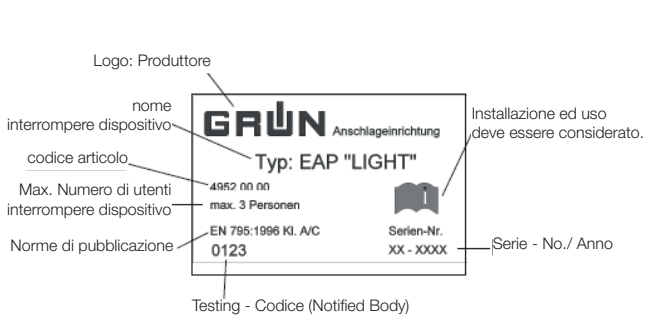 Logo: Produttore
nome
interrompere dispositivo
codice articolo
Max. Numero di utenti
interrompere dispositivo
Norme di pubblicazione
GRÜN Anschlageinrichtung
Typ: EAP "LIGHT"
4952 00 00
max. 3 Personen
i
EN 795:1996 Kl. A/C
Serien-Nr.
0123
XX - XXXX
Installazione ed uso
deve essere considerato.
Serie - No./ Anno
Testing - Codice (Notified Body)